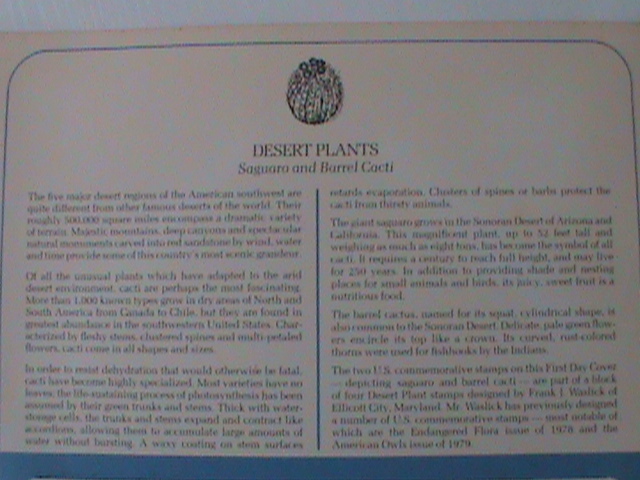 DESERT PLANTS
Saguaro and Barrel Cacti
The five major desert regions of the American southwest are
quite different from other famous deserts of the world. Their
roughly 500,000 square miles encompass a dramatic variety
of terrain. Majestic mountains, deep canyons and spectacular
natural monuments carved into red sandstone by wind, water
and time provide some of this country's most scenic grandeur.
Of all the unusual plants which have adapted to the arid
desert environment, cacti are perhaps the most fascinating.
More than 1,000 known types grow in dry areas of North and
South America from Canada to Chile, but they are found in
greatest abundance in the southwestern United States. Char-
acterized by fleshy stems, clustered spines and multi-petaled
flowers, cacti come in all shapes and sizes.
In order to resist dehydration that would otherwise be fatal,
cacti have become highly specialized. Most varieties have no
leaves; the life-sustaining process of photosynthesis has been
assumed by their green trunks and stems. Thick with water-
storage cells, the trunks and stems expand and contract like
accordions, allowing them to accumulate large amounts of
water without bursting. A waxy coating on stem surfaces
retards evaporation. Clusters of spines or barbs protect the
cacti from thirsty animals.
The giant saguaro grows in the Sonoran Desert of Arizona and
California. This magnificent plant, up to 52 feet tall and
weighing as much as eight tons, has become the symbol of all
cacti. It requires a century to reach full height, and may live
for 250 years. In addition to providing shade and nesting
places for small animals and birds, its juicy, sweet fruit is a
nutritious food.
The barrel cactus, named for its squat, cylindrical shape, is
also common to the Sonoran Desert. Delicate, pale green flow-
ers encircle its top like a crown. Its curved, rust-colored
thorns were used for fishhooks by the Indians.
The two U.S. commemorative stamps on this First Day Cover
— depicting saguaro and barrel cacti — are part of a block
of four Desert Plant stamps designed by Frank J. Waslick of
Ellicott City, Maryland. Mr. Waslick has previously designed
a number of U.S. commemorative stamps — most notable of
which are the Endangered Flora issue of 1978 and the
American Owls issue of 1979.